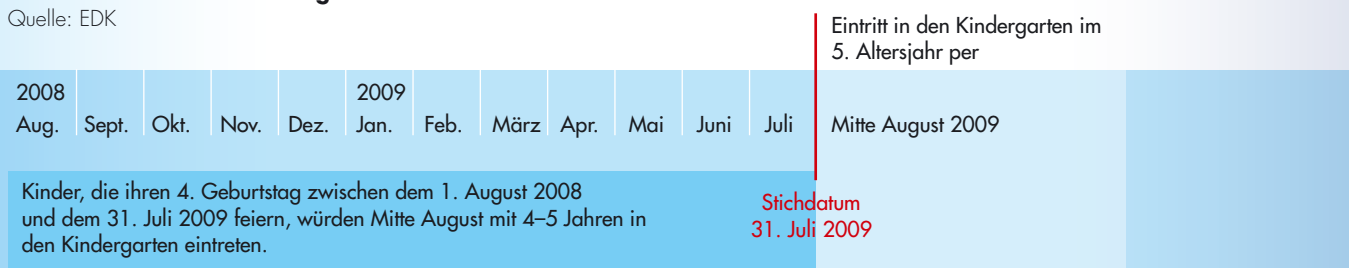 Quelle: EDK
Eintritt in den Kindergarten im
5. Altersjahr per
2008 2009
Aug. Sept. Okt. Nov. Dez. Jan. Feb. März Apr. Mai Juni Juli Mitte August 2009
Kinder, die ihren 4. Geburtstag zwischen dem 1. August 2008
und dem 31. Juli 2009 feiern, würden Mitte August mit 4–5 Jahren in
den Kindergarten eintreten.
Stichdatum
31. Juli 2009